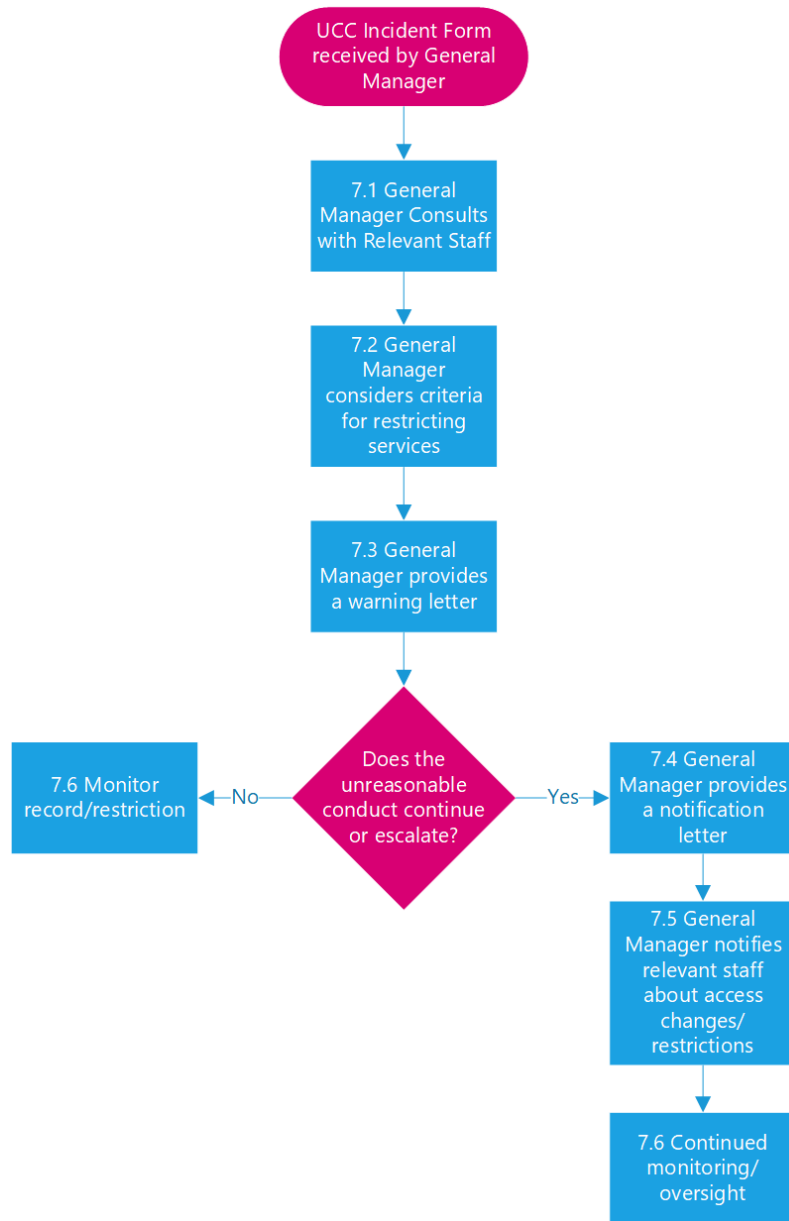 UCC Incident Form
received by General
Manager
7.1 General
Manager Consults
with Relevant Staff
7.2 General
Manager
considers criteria
for restricting
services
7.3 General
Manager provides
a warning letter
Does the
unreasonable
conduct continue
or escalate?
No
7.6 Monitor
record/restriction
Yes
7.4 General
Manager provides
a notification
letter
7.5 General
Manager notifies
relevant staff
about access
changes/
restrictions
7.6 Continued
monitoring/
oversight